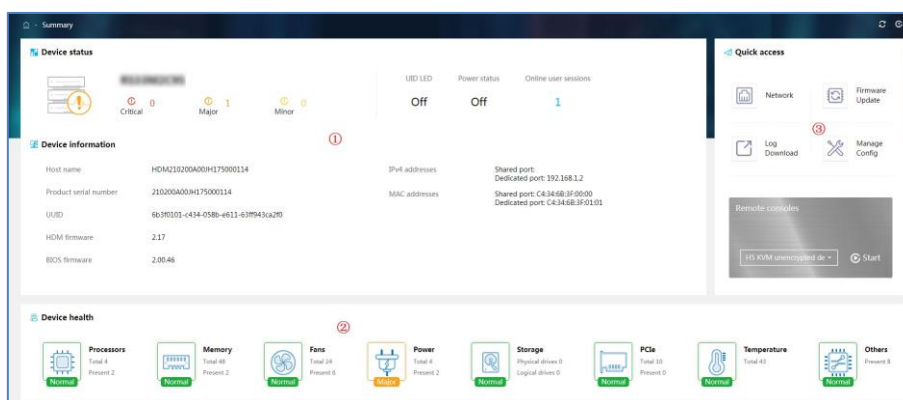 Summary
Device status
Critical 0
Major 1
Minor 0
UID LED
Off
Power status
Off
Online user sessions
1
①
Device information
Host name HDM210200A00JH175000114
Product serial number 210200A00JH175000114
UUID 6b3f0101-c434-058b-e611-63ff943ca2f0
HDM firmware 2.17
BIOS firmware 2.00.46
IPv4 addresses Shared port:
Dedicated port: 192.168.1.2
MAC addresses Shared port: C4:34:6B:3F:00:00
Dedicated port: C4:34:6B:3F:01:01
Quick access
Network
Firmware
Update
③
Log
Download
Manage
Config
Remote consoles
H5 KVM unencrypted de
Start
Device health
②
Processors
Total 4
Present 2
Normal
Memory
Total 48
Present 2
Normal
Fans
Total 24
Present 6
Normal
Power
Total 4
Present 2
Major
Storage
Physical drives 0
Logical drives 0
Normal
PCIe
Total 10
Present 0
Normal
Temperature
Total 43
Normal
Others
Present 8
Normal